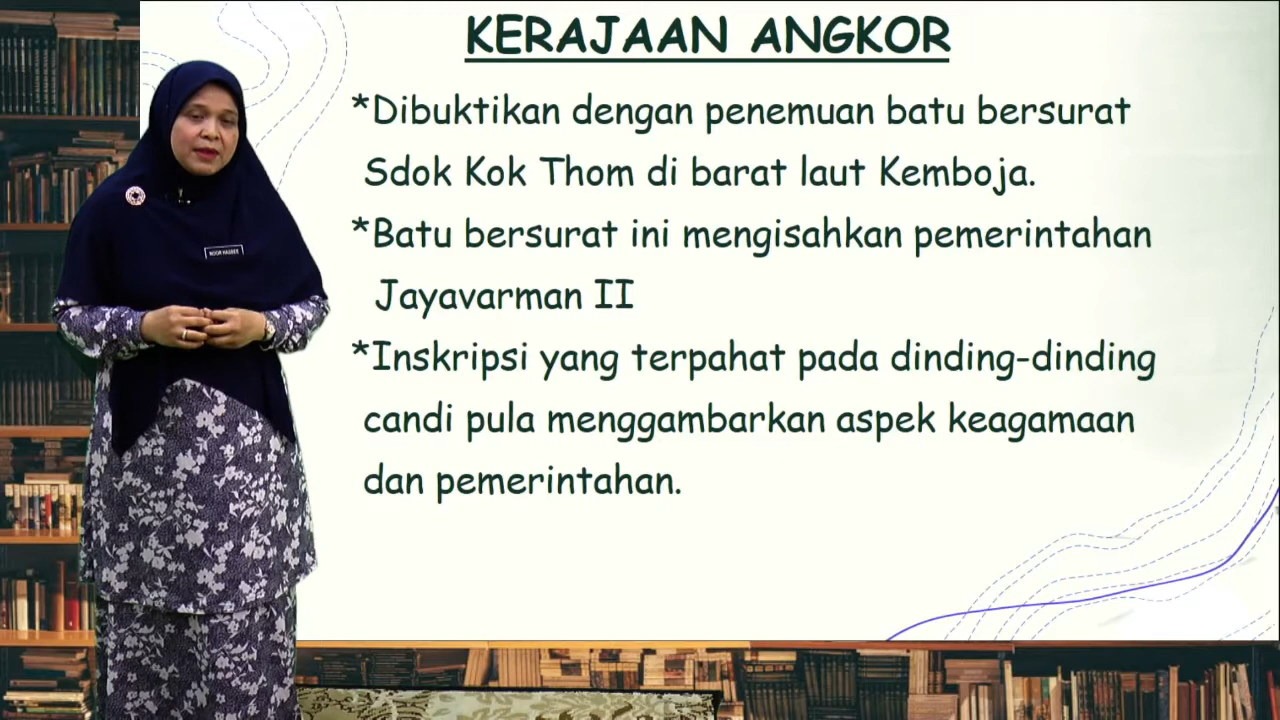 KERAJAAN ANGKOR
*Dibuktikan dengan penemuan batu bersurat
Sdok Kok Thom di barat laut Kemboja.
*Batu bersurat ini mengisahkan pemerintahan
Jayavarman II
*Inskripsi yang terpahat pada dinding-dinding
candi pula menggambarkan aspek keagamaan
dan pemerintahan.